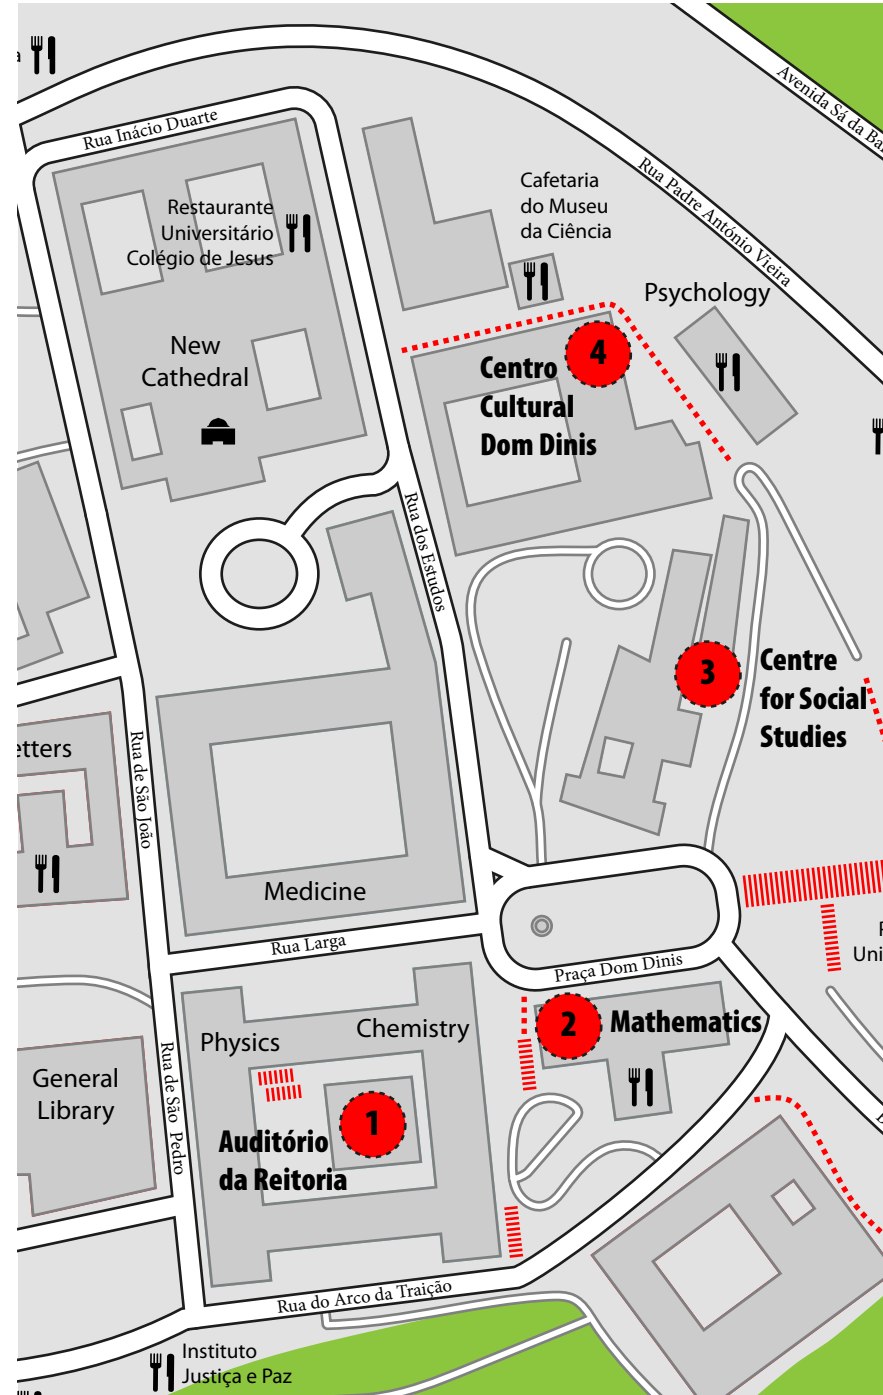 a
Rua Inácio Duarte
Avenida Sá da Ban
Rua Padre António Vieira
Cafetaria
do Museu
da Ciência
Restaurante
Universitário
Colégio de Jesus
Psychology
New
Cathedral
4
Centro
Cultural
Dom Dinis
Rua dos Estudos
3
Centre
for Social
Studies
etters
Rua de São João
Medicine
Rua Larga
Praça Dom Dinis
Uni
2
Mathematics
Physics
Chemistry
General
Library
Rua de São Pedro
1
Auditório
da Reitoria
Rua do Arco da Traição
Instituto
Justiça e Paz